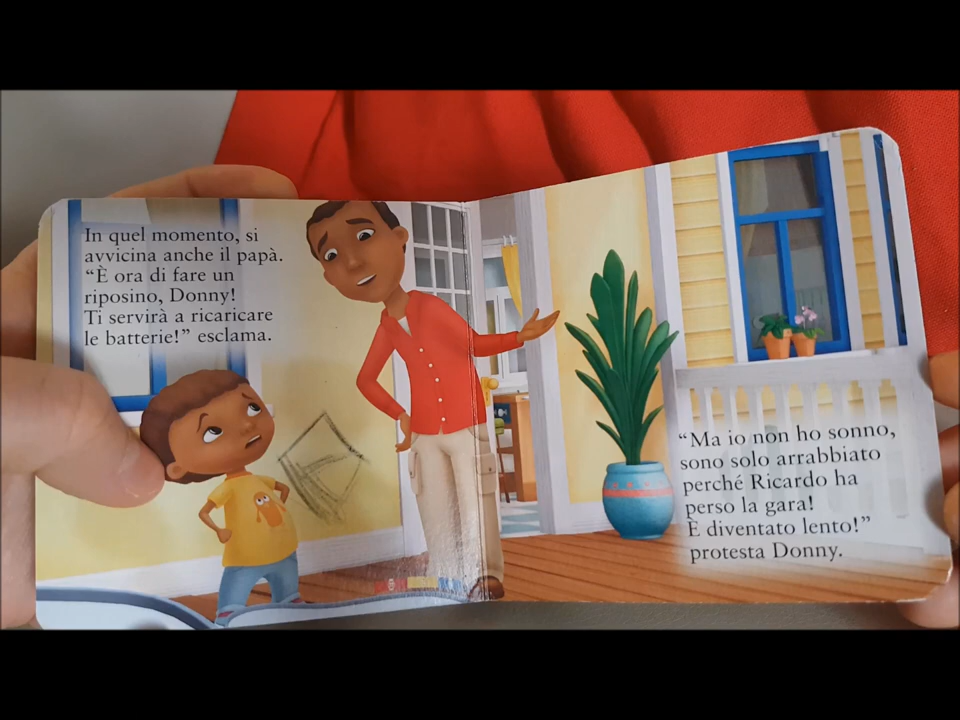 In quel momento, si
avvicina anche il papà.
“È ora di fare un
riposino, Donny!
Ti servirà a ricaricare
le batterie!” esclama.
“Ma io non ho sonno,
sono solo arrabbiato
perché Ricardo ha
perso la gara!
È diventato lento!”
protesta Donny.